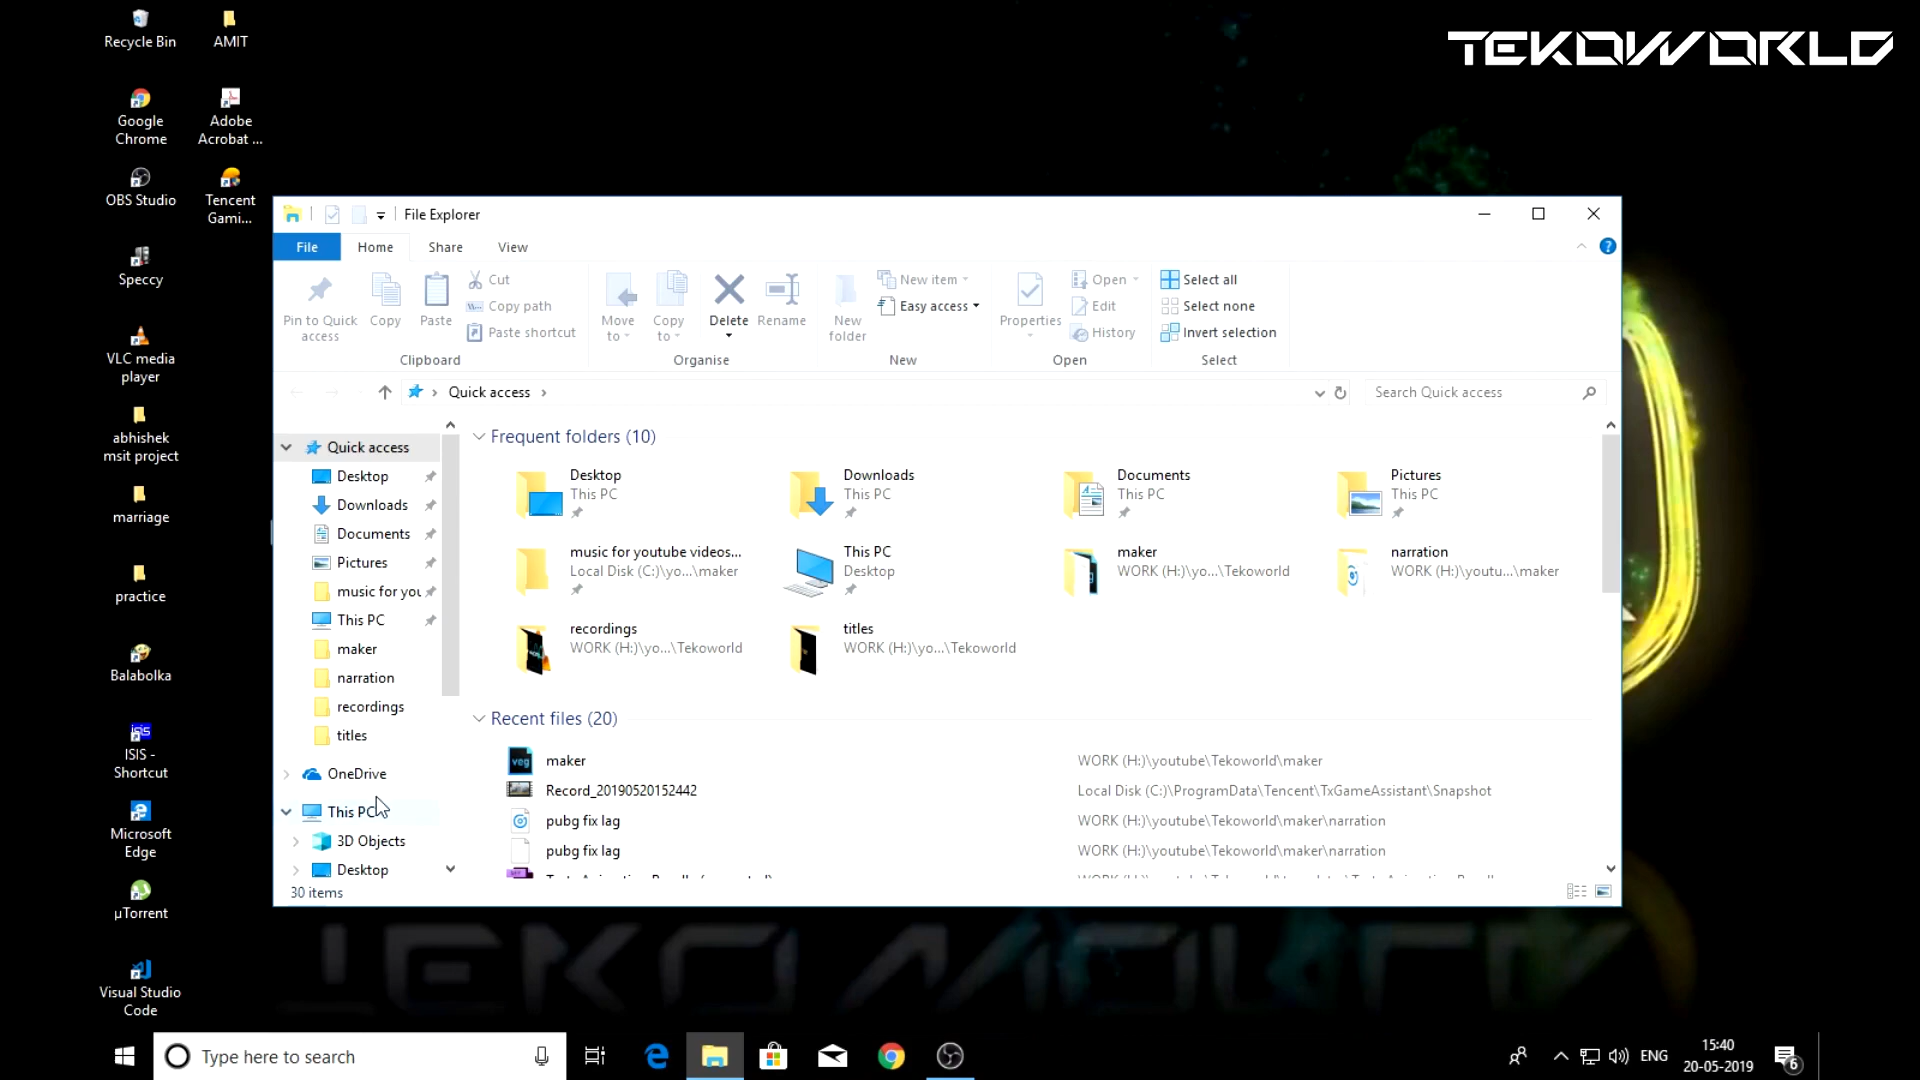 TEKOWORLD
Recycle Bin
AMIT
Google
Chrome
Adobe
Acrobat ...
OBS Studio
Tencent
Gami...
Speccy
VLC media
player
abhishek
msit project
marriage
practice
Balabolka
ISIS -
Shortcut
Microsoft
Edge
µTorrent
Visual Studio
Code
File Explorer
File
Home
Share
View
Pin to Quick
access
Copy
Paste
Cut
Copy path
Paste shortcut
Clipboard
Move
to
Copy
to
Delete
Rename
Organise
New
folder
New item
Easy access
New
Properties
Open
Edit
History
Open
Select all
Select none
Invert selection
Select
Quick access
Search Quick access
Quick access
Desktop
Downloads
Documents
Pictures
music for you
This PC
maker
narration
recordings
titles
OneDrive
This PC
3D Objects
Desktop
30 items
Frequent folders (10)
Desktop
This PC
Downloads
This PC
Documents
This PC
Pictures
This PC
music for youtube videos...
Local Disk (C:)\yo...\maker
This PC
Desktop
maker
WORK (H:)\yo...\Tekoworld
narration
WORK (H:)\youtu...\maker
recordings
WORK (H:)\yo...\Tekoworld
titles
WORK (H:)\yo...\Tekoworld
Recent files (20)
maker
WORK (H:)\youtube\Tekoworld\maker
Record_20190520152442
Local Disk (C:)\ProgramData\Tencent\TxGameAssistant\Snapshot
pubg fix lag
WORK (H:)\youtube\Tekoworld\maker\narration
pubg fix lag
WORK (H:)\youtube\Tekoworld\maker\narration
Type here to search
ENG
15:40
20-05-2019
6